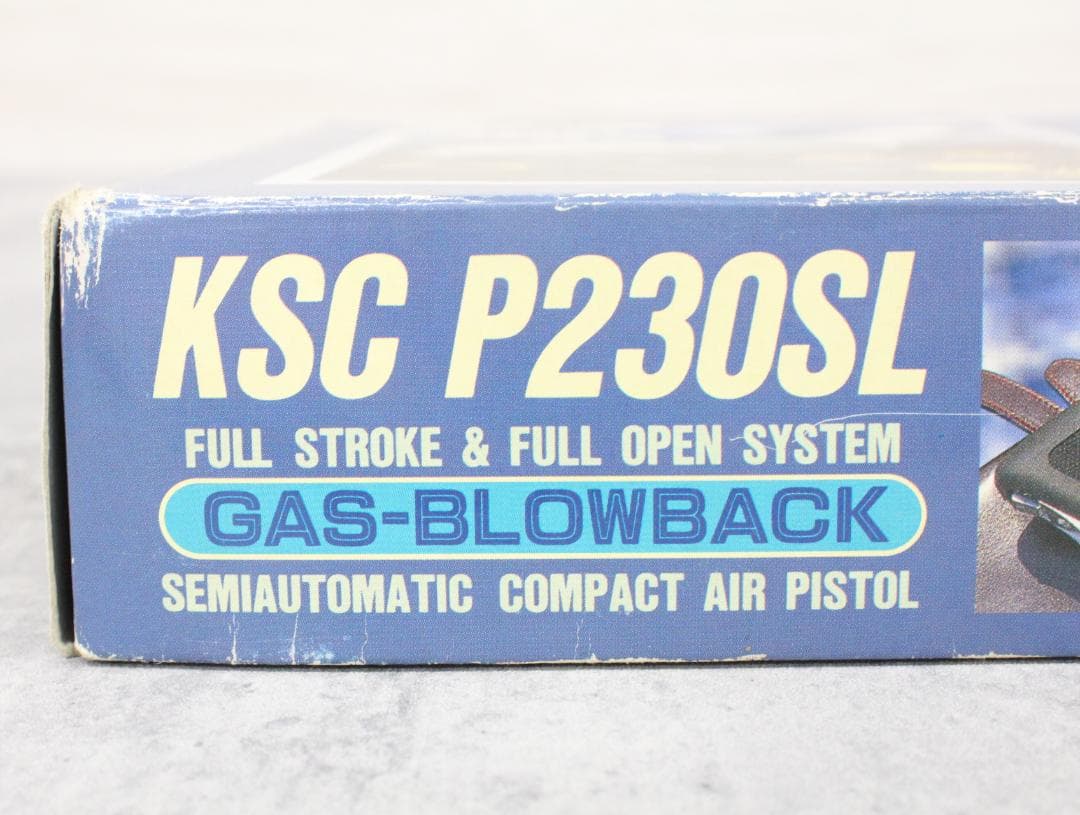 KSC P230SL
FULL STROKE & FULL OPEN SYSTEM
GAS-BLOWBACK
SEMIAUTOMATIC COMPACT AIR PISTOL